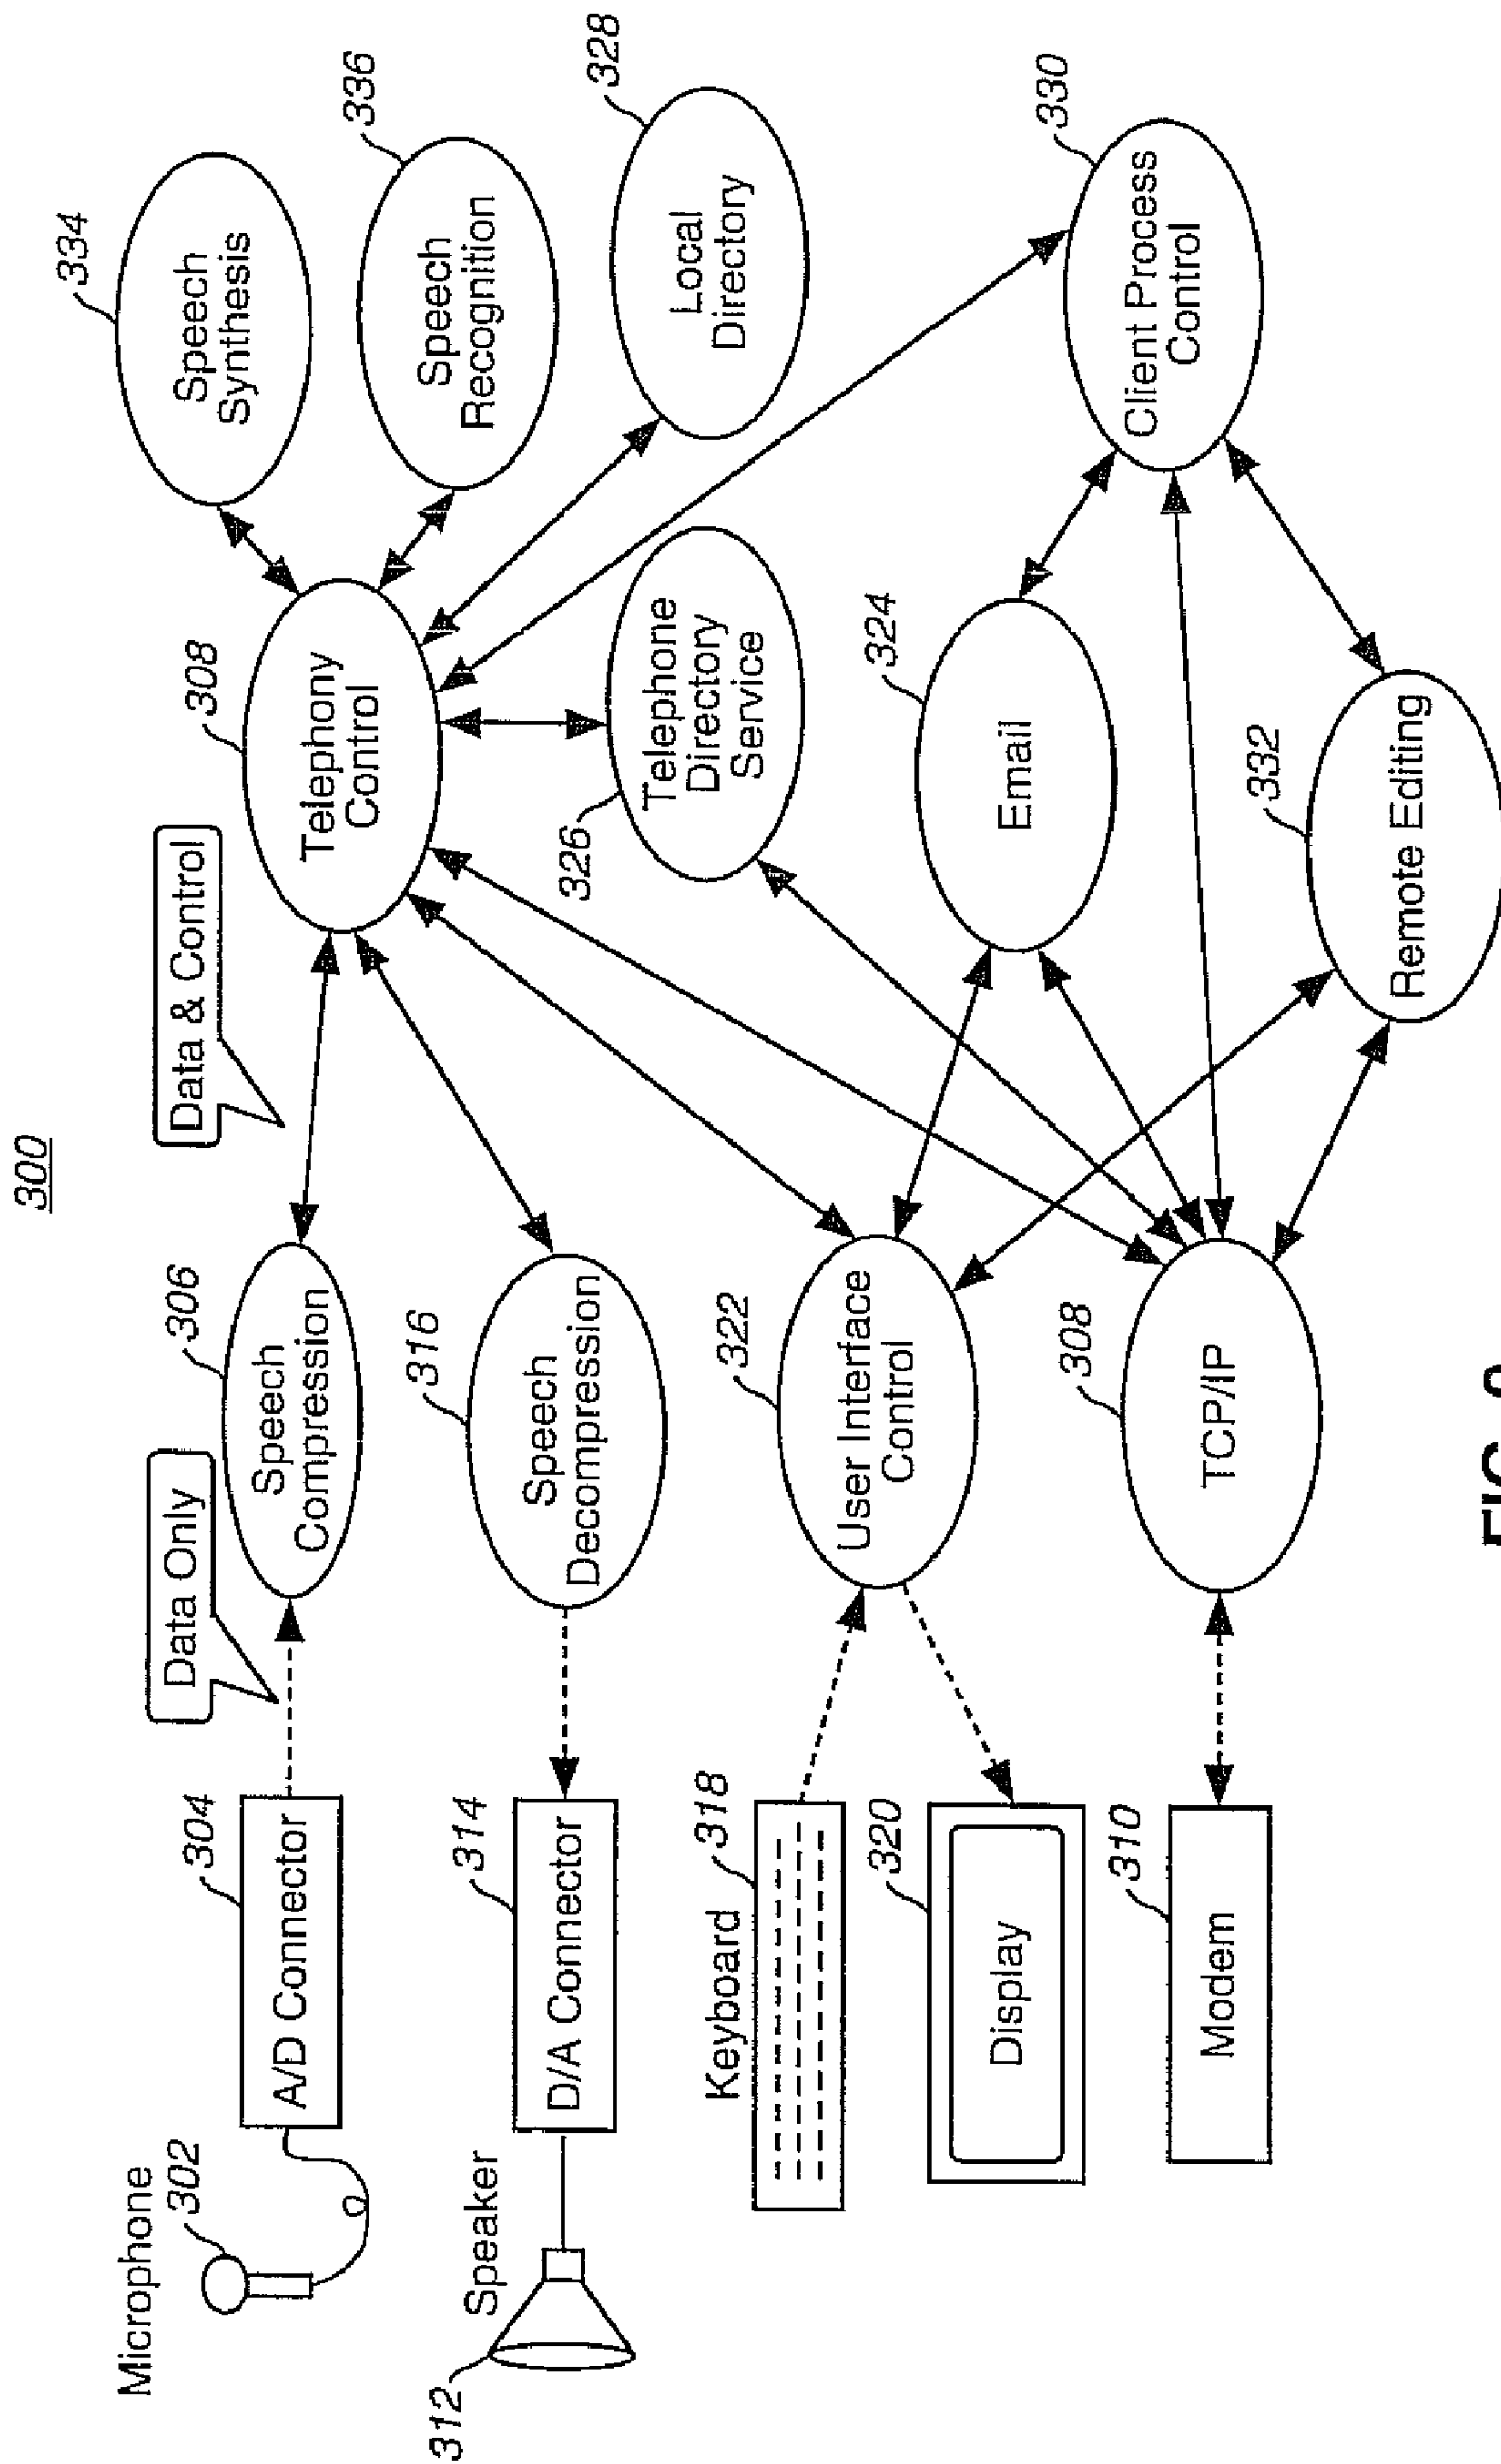 300
Microphone
302
A/D Connector
304
Data Only
Speech
Compression
306
Data & Control
Telephony
Control
308
Speech
Synthesis
334
Speech
Recognition
336
Local
Directory
328
Speaker
312
D/A Connector
314
Speech
Decompression
316
Telephone
Directory
Service
326
Keyboard
318
Display
320
User Interface
Control
322
Email
324
Client Process
Control
330
Modem
310
TCP/IP
308
Remote Editing
332
FIG.